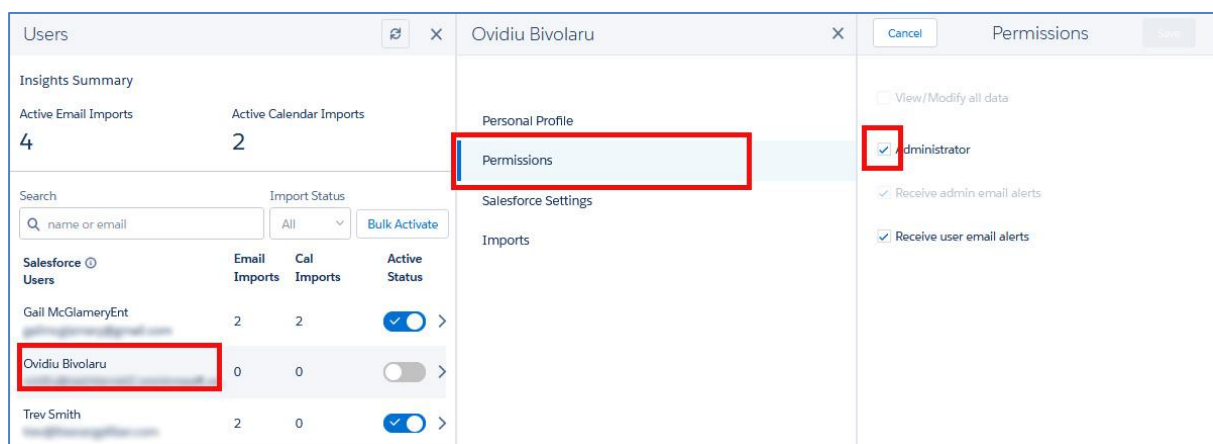 Users
Insights Summary
Active Email Imports
Active Calendar Imports
4
2
Search
Import Status
name or email
All
Bulk Activate
Salesforce
Users
Email
Imports
Cal
Imports
Active
Status
Gail McGlameryEnt
2
2
Ovidiu Bivolaru
0
0
Trev Smith
2
0
Ovidiu Bivolaru
Personal Profile
Permissions
Salesforce Settings
Imports
Cancel
Permissions
Save
View/Modify all data
Administrator
Receive admin email alerts
Receive user email alerts